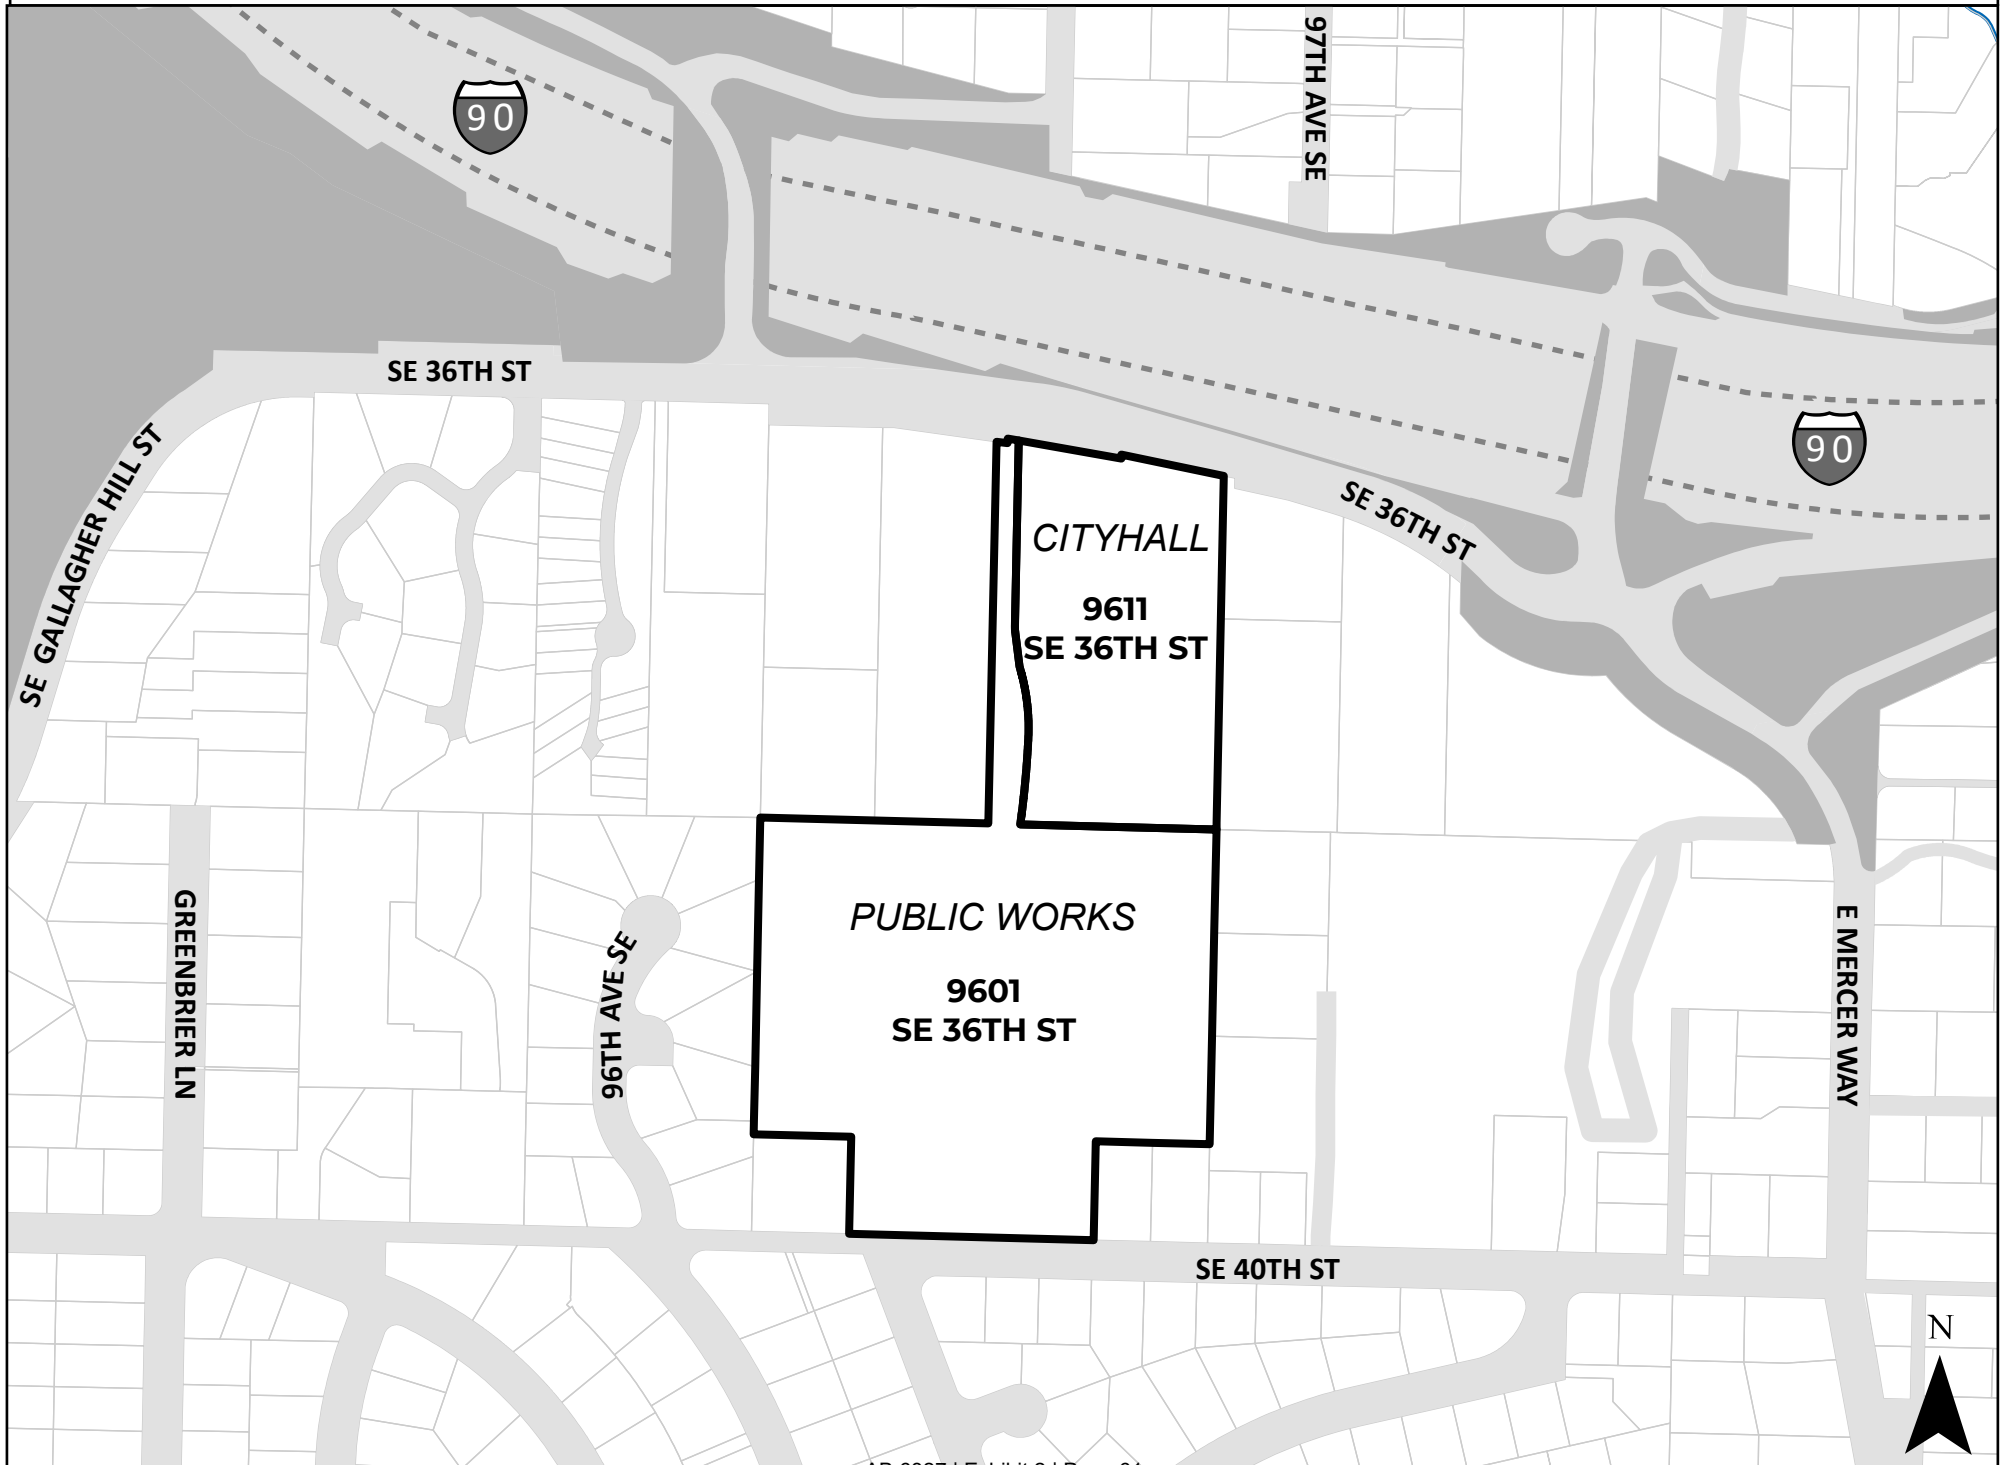 97TH AVE SE
90
SE 36TH ST
90
SE GALLAGHER HILL ST
SE 36TH ST
CITYHALL
9611
SE 36TH ST
PUBLIC WORKS
9601
SE 36TH ST
GREENBRIER LN
96TH AVE SE
E MERCER WAY
SE 40TH ST
N